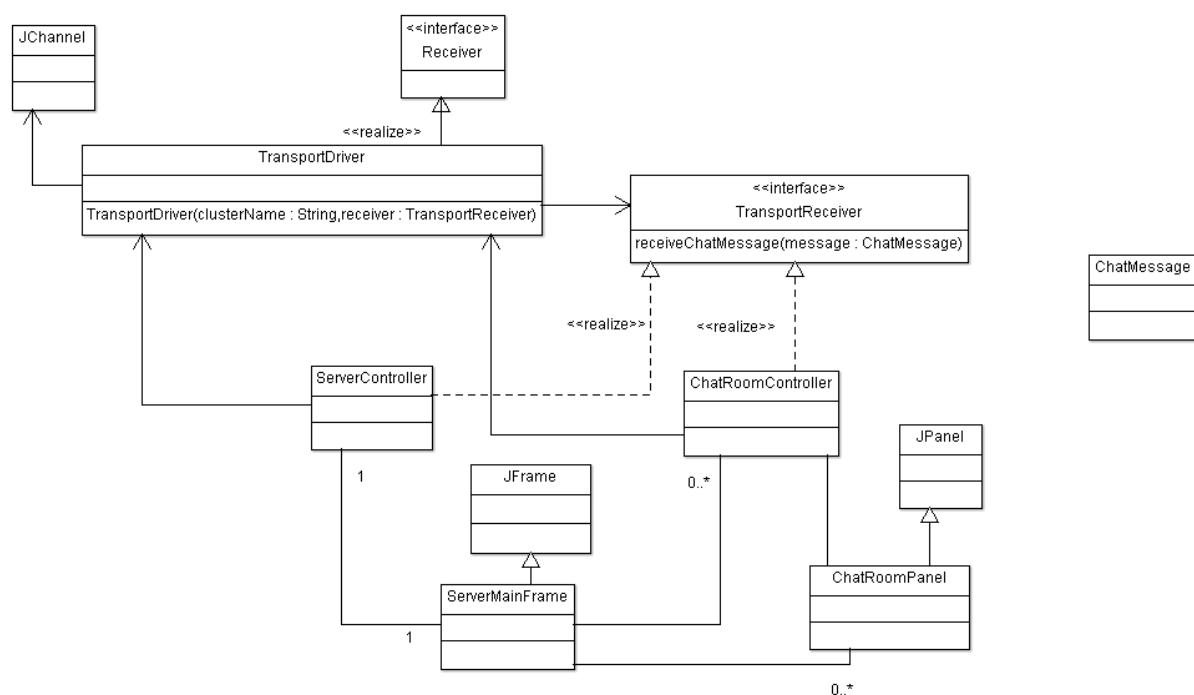 <<interface>>
Receiver
JChannel
<<realize>>
TransportDriver
TransportDriver(clusterName : String,receiver : TransportReceiver)
<<interface>>
TransportReceiver
receiveChatMessage(message : ChatMessage)
ChatMessage
<<realize>>
<<realize>>
ServerController
ChatRoomController
JPanel
1
JFrame
0..*
ChatRoomPanel
ServerMainFrame
1
0..*